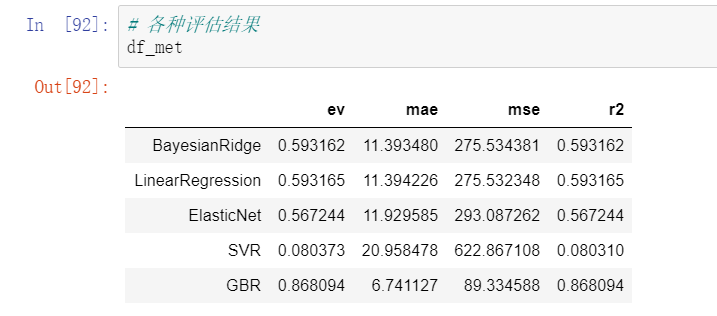 In [92]: # 各种评估结果
df_met
Out[92]:
ev mae mse r2
BayesianRidge 0.593162 11.393480 275.534381 0.593162
LinearRegression 0.593165 11.394226 275.532348 0.593165
ElasticNet 0.567244 11.929585 293.087262 0.567244
SVR 0.080373 20.958478 622.867108 0.080310
GBR 0.868094 6.741127 89.334588 0.868094